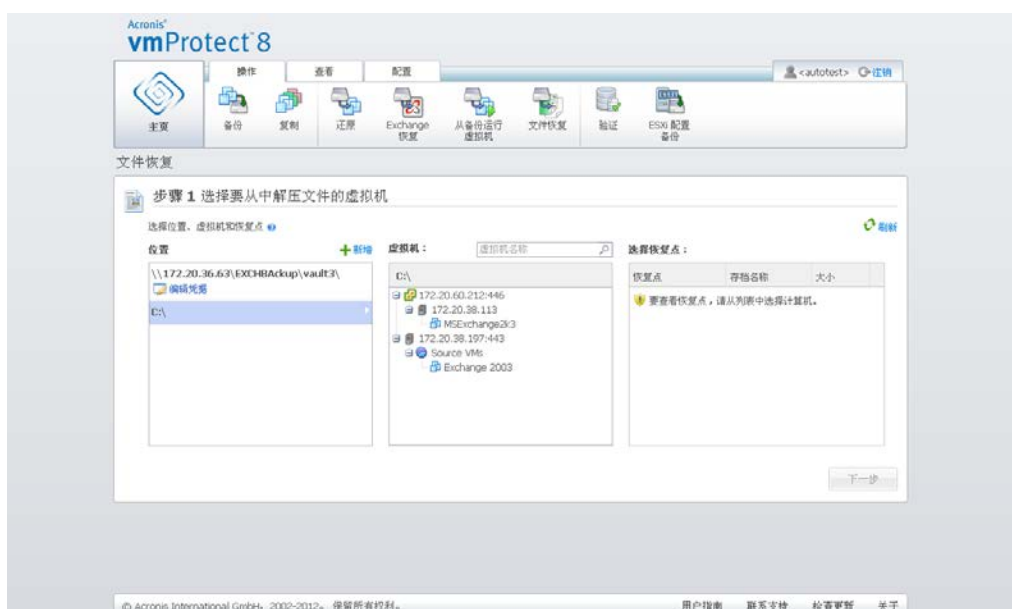 Acronis®
vmProtect™8
操作 查看 配置 <autotest> 注销
主页
备份 复制 还原 Exchange 恢复 从备份运行虚拟机 文件恢复 验证 ESXi 配置备份
文件恢复
步骤 1 选择要从中解压文件的虚拟机
选择位置、虚拟机和恢复点
刷新
位置 新增
\\172.20.36.63\EXCHBAckup\vault3\
编辑凭据
C:\
虚拟机： 虚拟机名称
C:\
172.20.60.212:446
172.20.38.113
MSExchange2k3
172.20.38.197:443
Source VMs
Exchange 2003
选择恢复点：
恢复点 存档名称 大小
要查看恢复点，请从列表中选择计算机。
下一步
© Acronis International GmbH，2002-2012。 保留所有权利。
用户指南 联系支持 检查更新 关于